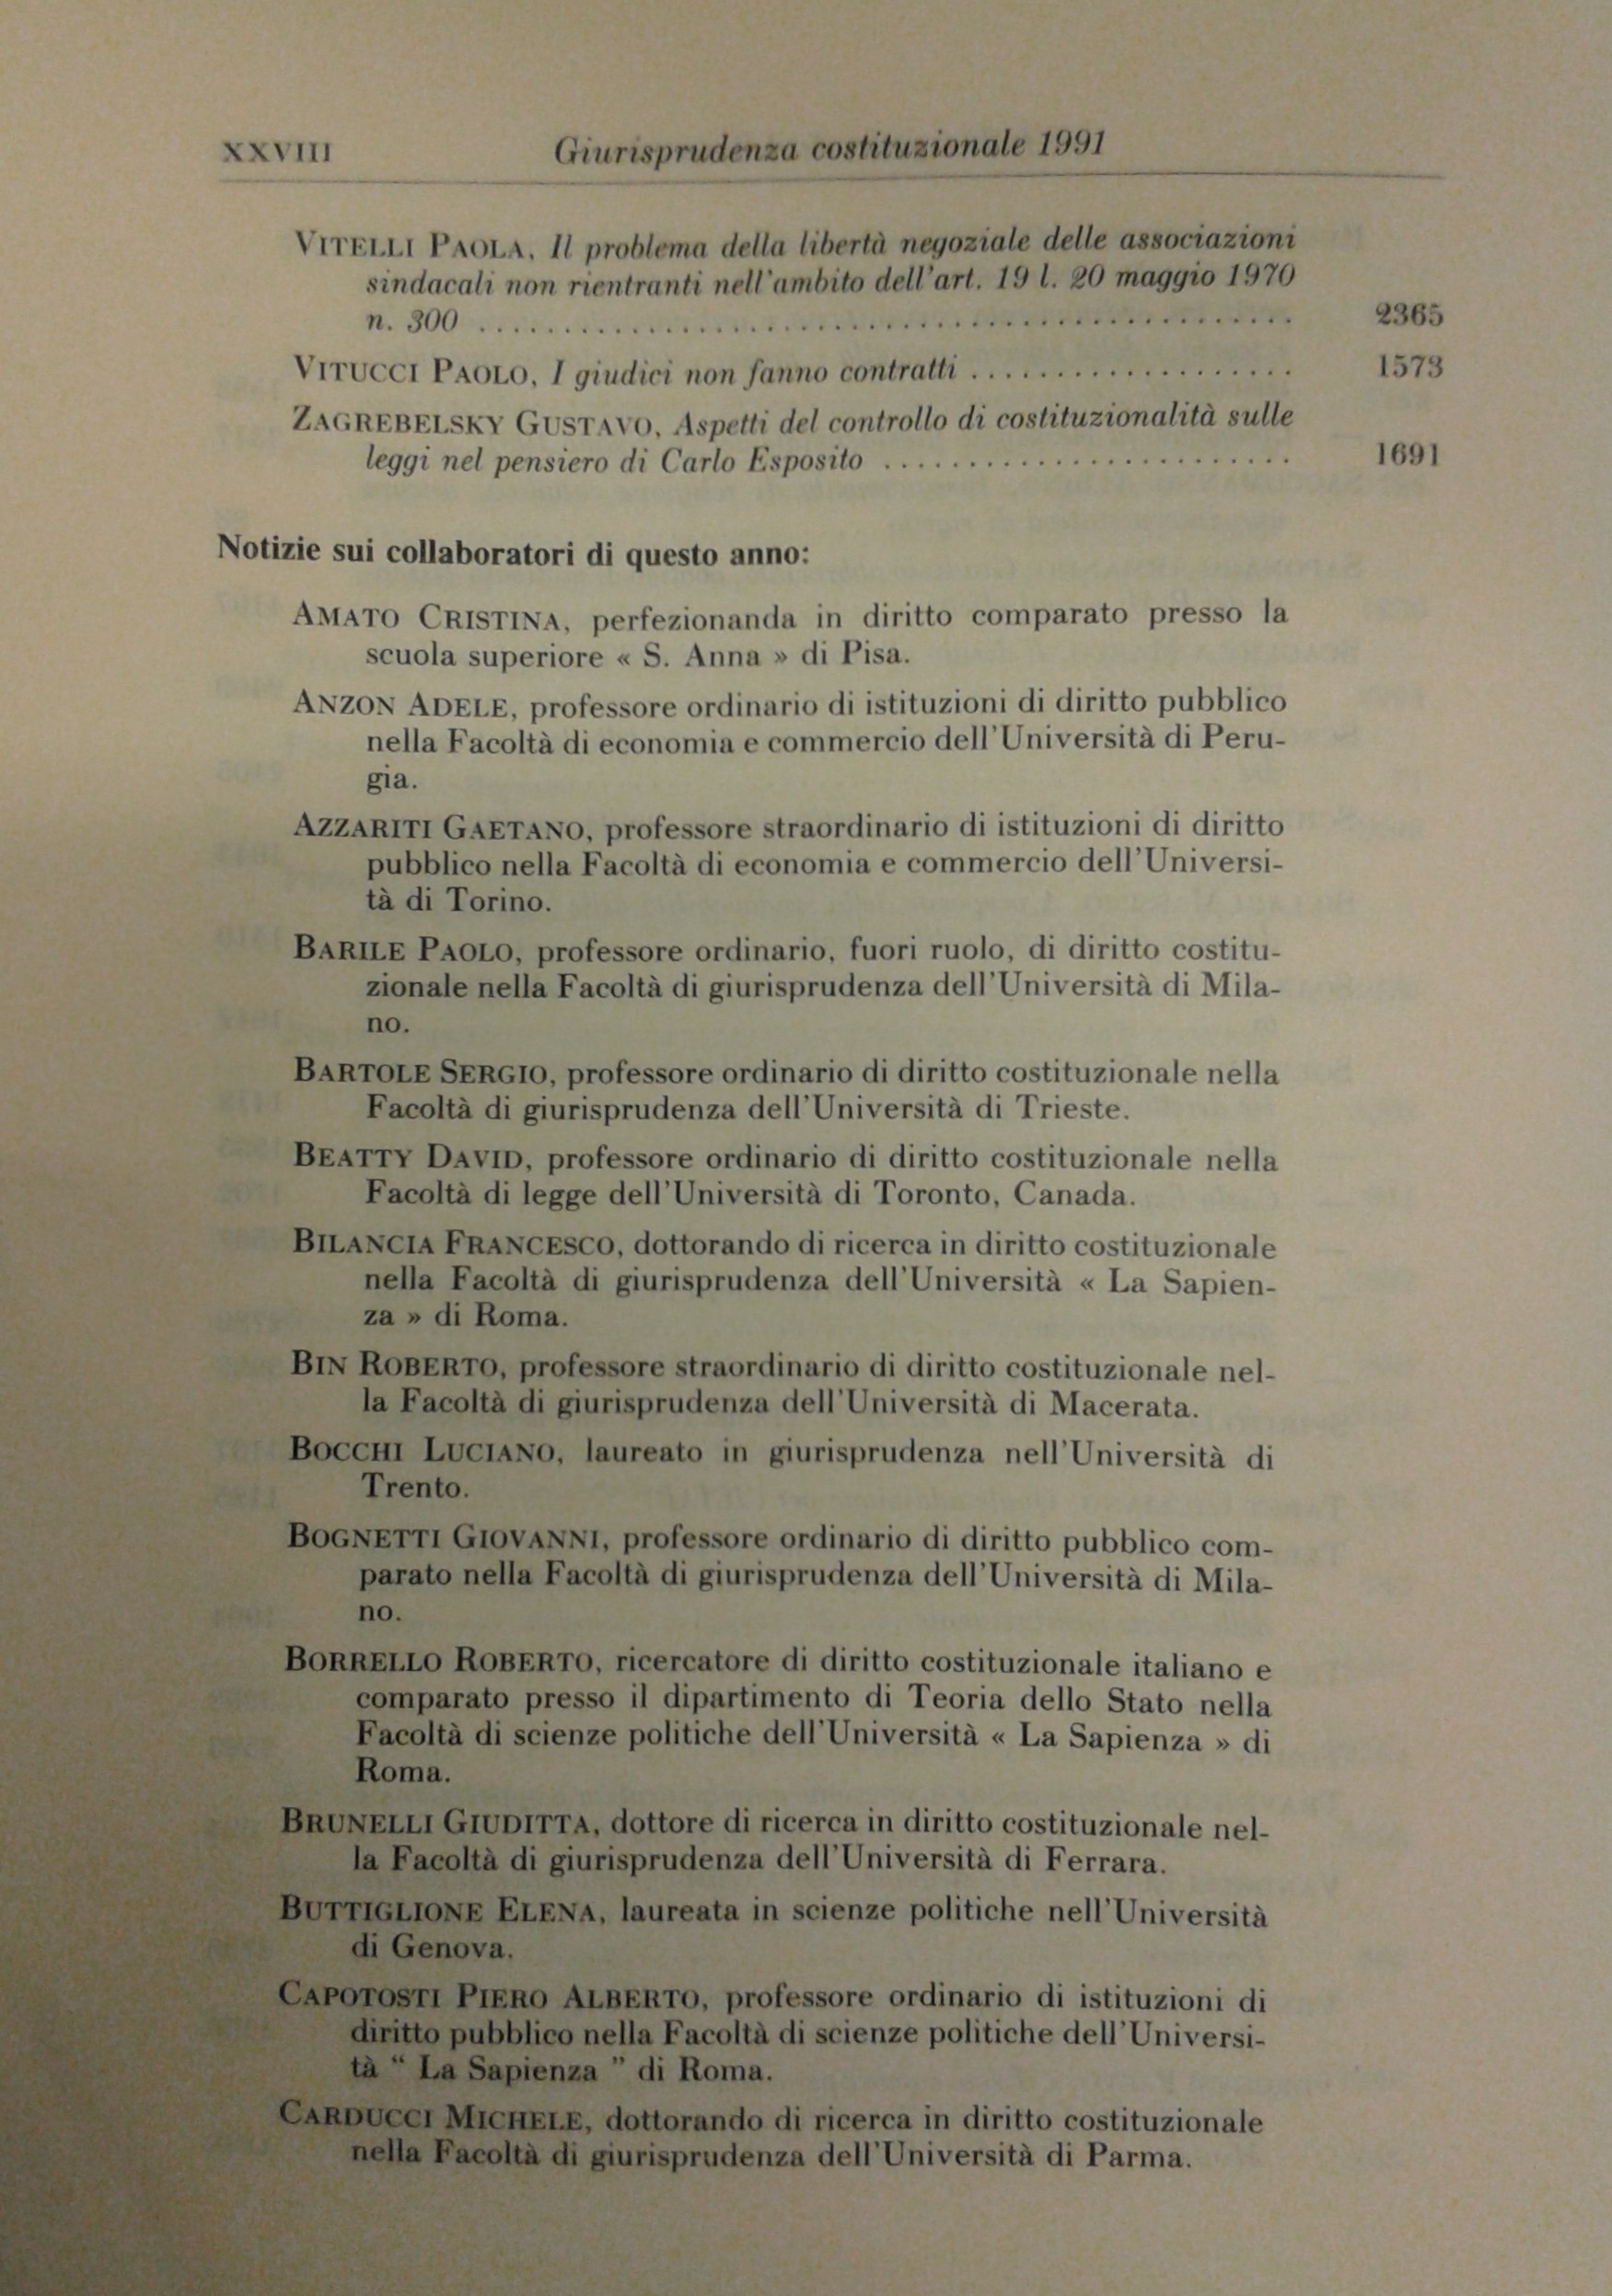 XXVIII Giurisprudenza costituzionale 1991
VITELLI PAOLA, Il problema della libertà negoziale delle associazioni
sindacali non rientranti nell'ambito dell'art. 19 l. 20 maggio 1970
n. 300 ................................................ 2365
VITUCCI PAOLO, I giudici non fanno contratti ................... 1573
ZAGREBELSKY GUSTAVO, Aspetti del controllo di costituzionalità sulle
leggi nel pensiero di Carlo Esposito ........................ 1691
Notizie sui collaboratori di questo anno:
AMATO CRISTINA, perfezionanda in diritto comparato presso la
scuola superiore « S. Anna » di Pisa.
ANZON ADELE, professore ordinario di istituzioni di diritto pubblico
nella Facoltà di economia e commercio dell'Università di Peru-
gia.
AZZARITI GAETANO, professore straordinario di istituzioni di diritto
pubblico nella Facoltà di economia e commercio dell'Universi-
tà di Torino.
BARILE PAOLO, professore ordinario, fuori ruolo, di diritto costitu-
zionale nella Facoltà di giurisprudenza dell'Università di Mila-
no.
BARTOLE SERGIO, professore ordinario di diritto costituzionale nella
Facoltà di giurisprudenza dell'Università di Trieste.
BEATTY DAVID, professore ordinario di diritto costituzionale nella
Facoltà di legge dell'Università di Toronto, Canada.
BILANCIA FRANCESCO, dottorando di ricerca in diritto costituzionale
nella Facoltà di giurisprudenza dell'Università « La Sapien-
za » di Roma.
BIN ROBERTO, professore straordinario di diritto costituzionale nel-
la Facoltà di giurisprudenza dell'Università di Macerata.
BOCCHI LUCIANO, laureato in giurisprudenza nell'Università di
Trento.
BOGNETTI GIOVANNI, professore ordinario di diritto pubblico com-
parato nella Facoltà di giurisprudenza dell'Università di Mila-
no.
BORRELLO ROBERTO, ricercatore di diritto costituzionale italiano e
comparato presso il dipartimento di Teoria dello Stato nella
Facoltà di scienze politiche dell'Università « La Sapienza » di
Roma.
BRUNELLI GIUDITTA, dottore di ricerca in diritto costituzionale nel-
la Facoltà di giurisprudenza dell'Università di Ferrara.
BUTTIGLIONE ELENA, laureata in scienze politiche nell'Università
di Genova.
CAPOTOSTI PIERO ALBERTO, professore ordinario di istituzioni di
diritto pubblico nella Facoltà di scienze politiche dell'Universi-
tà “ La Sapienza ” di Roma.
CARDUCCI MICHELE, dottorando di ricerca in diritto costituzionale
nella Facoltà di giurisprudenza dell'Università di Parma.